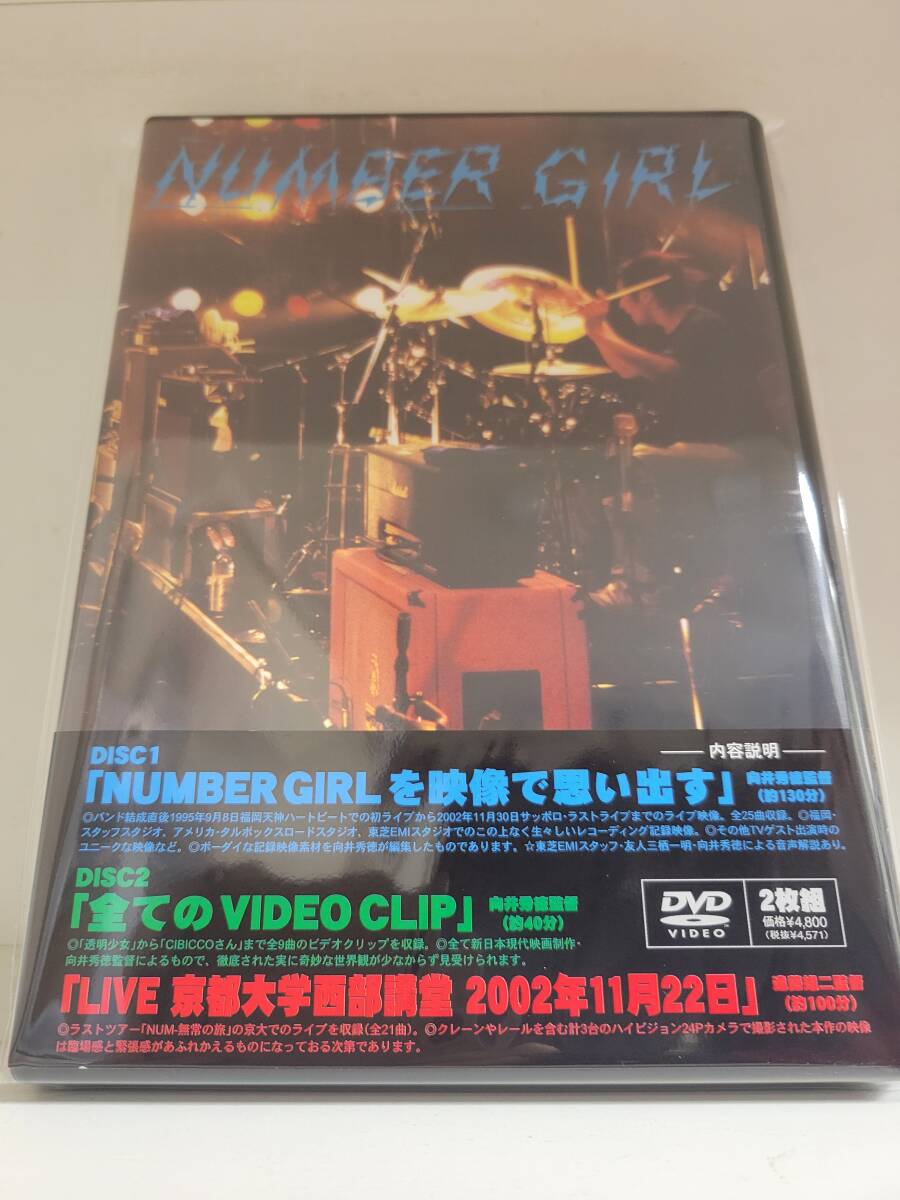 NUMBER GIRL
内容説明
DISC1
「NUMBER GIRL を映像で思い出す」 向井秀徳監督
(約130分)
◎バンド結成直後1995年9月8日福岡天神ハートビートでの初ライブから2002年11月30日サッポロ・ラストライブまでのライブ映像。全25曲収録。◎福岡・
スタッフスタジオ、アメリカ・タルボックスロードスタジオ、東芝EMIスタジオでのこの上なく生々しいレコーディング記録映像。◎その他TVゲスト出演時の
ユニークな映像など。◎ボーダイな記録映像素材を向井秀徳が編集したものであります。☆東芝EMIスタッフ・友人三栖一明・向井秀徳による音声解説あり。
DISC2
「全ての VIDEO CLIP」 向井秀徳監督
(約40分)
◎「透明少女」から「CIBICCOさん」まで全9曲のビデオクリップを収録。◎全て新日本現代映画制作・
向井秀徳監督によるもので、徹底された実に奇妙な世界観が少なからず見受けられます。
DVD
VIDEO
2枚組
価格¥4,800
(税抜¥4,571)
「LIVE 京都大学西部講堂 2002年11月22日」 監督
(約100分)
◎ラストツアー「NUM-無常の旅」の京大でのライブを収録(全21曲)。◎クレーンやレールを含む計3台のハイビジョン24Pカメラで撮影された本作の映像
は臨場感と緊張感があふれかえるものになっておる次第であります。